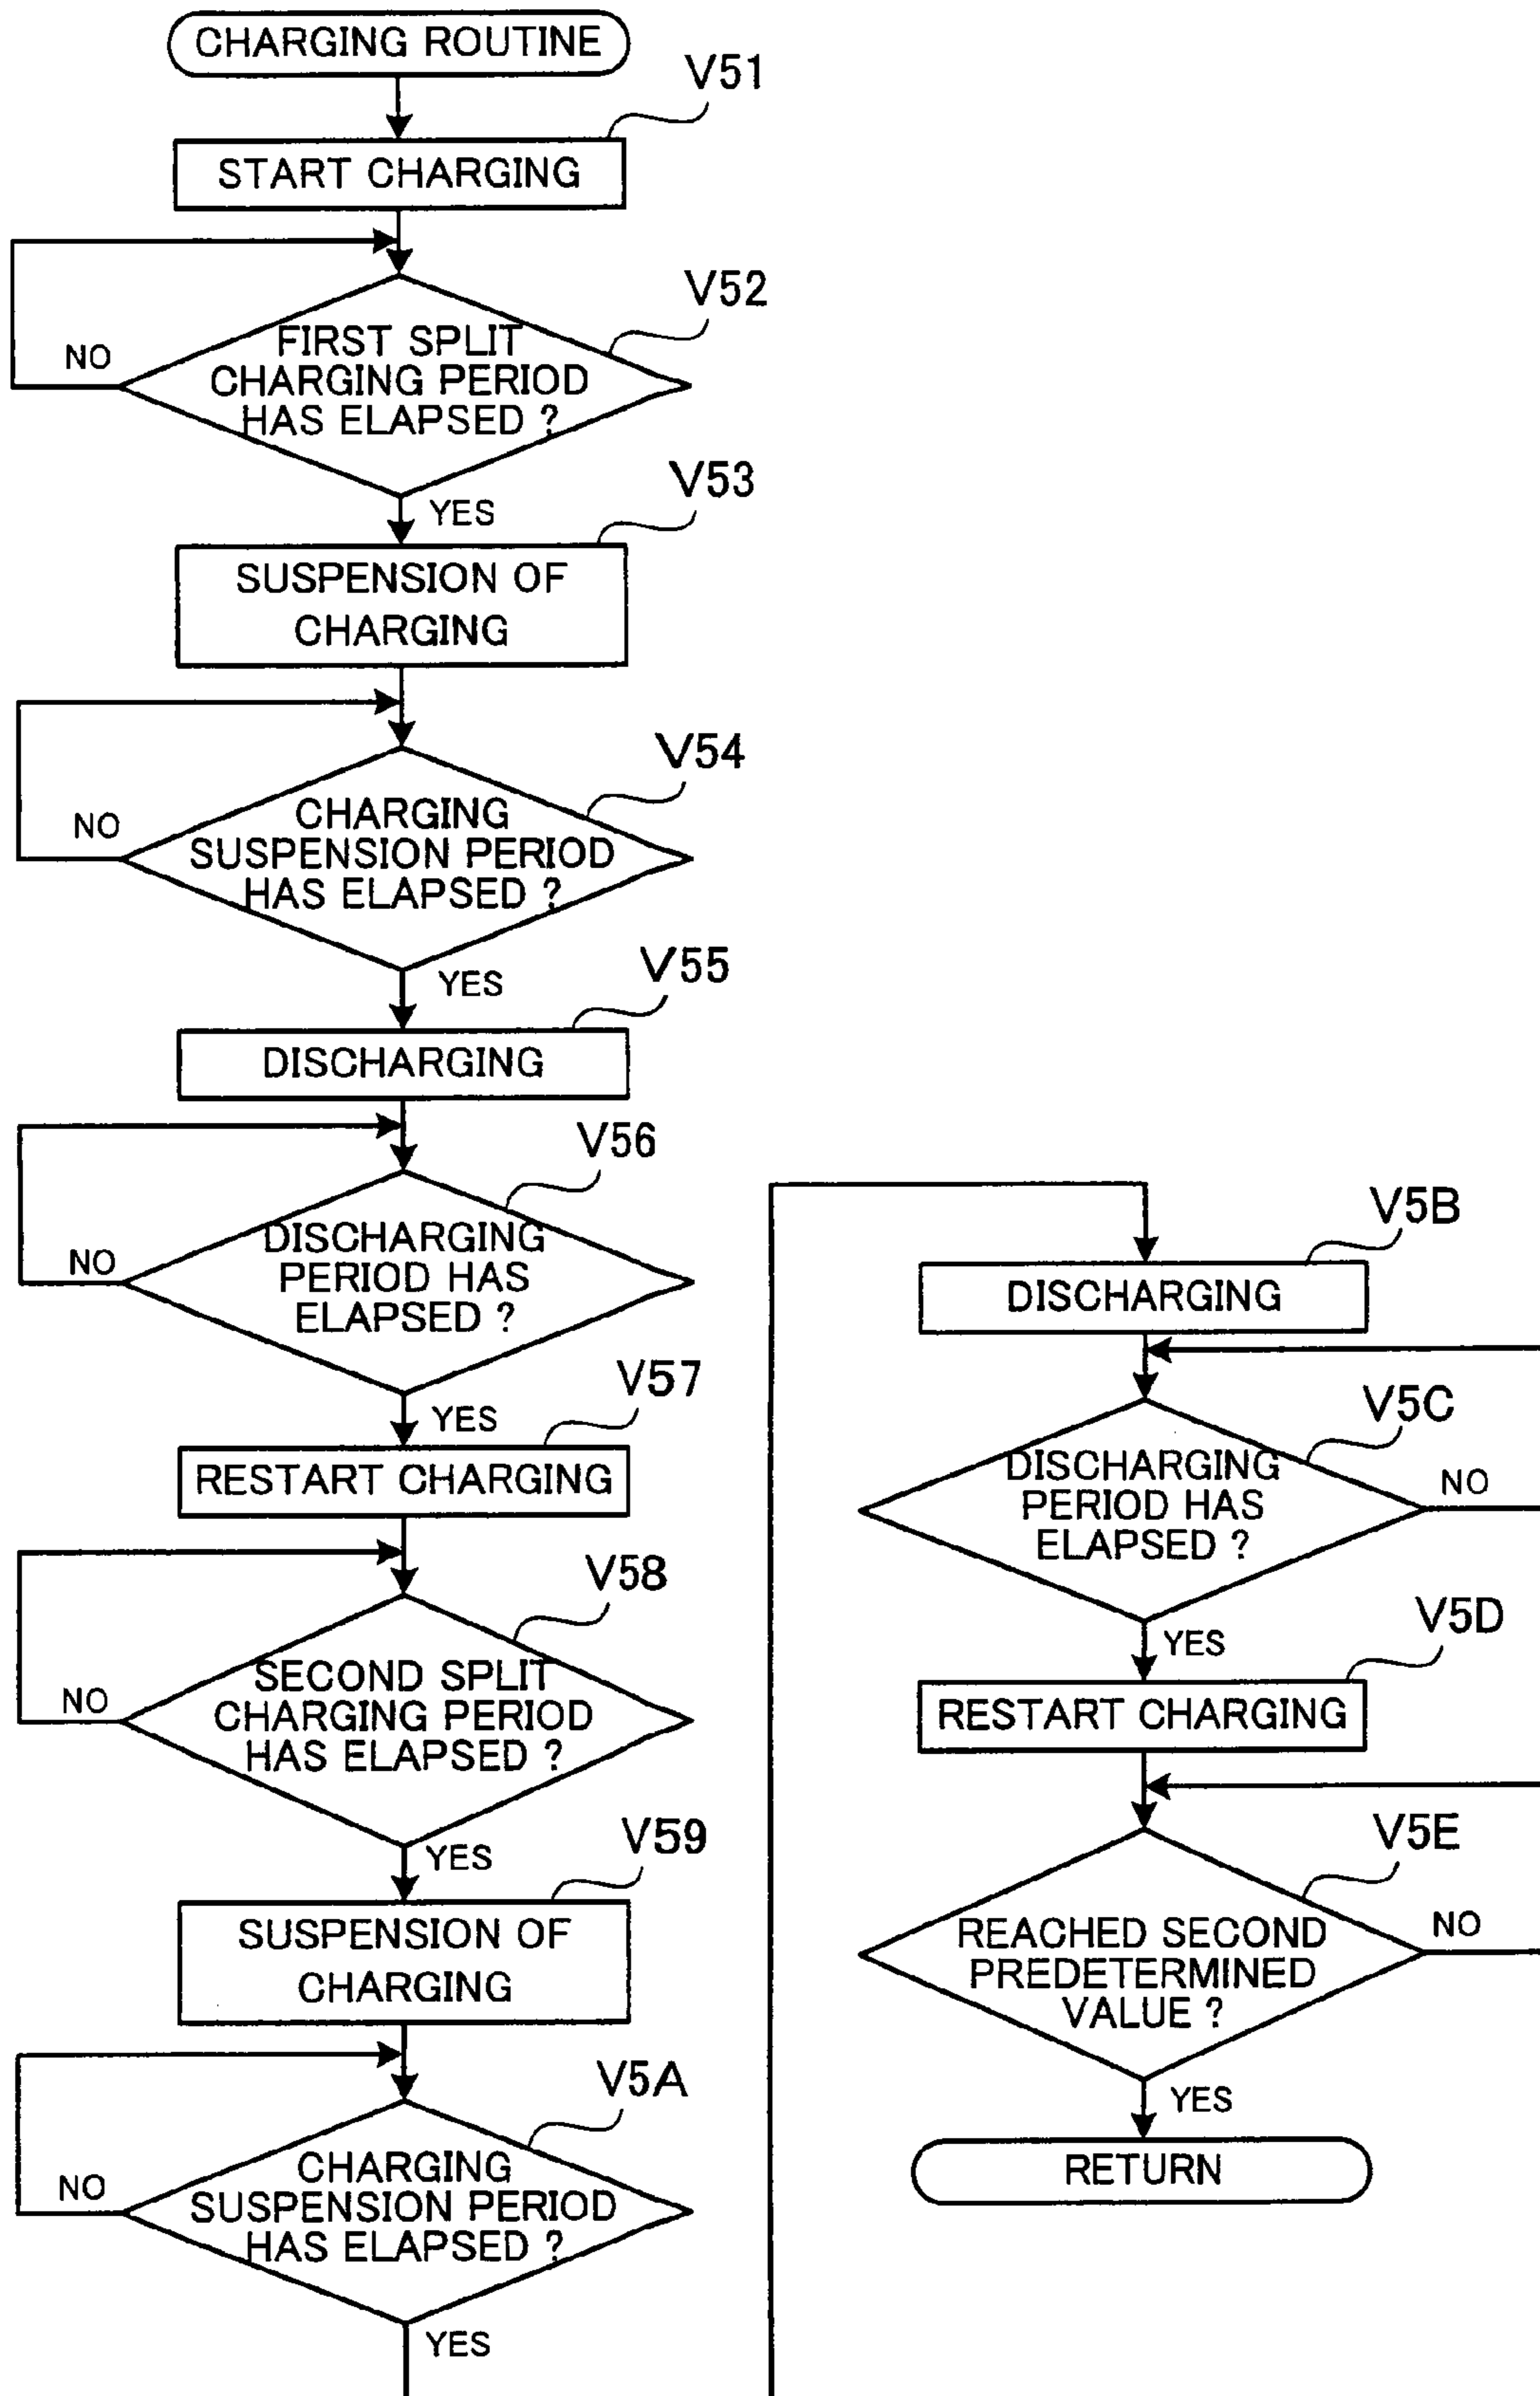 CHARGING ROUTINE
V51
START CHARGING
V52
FIRST SPLIT
CHARGING PERIOD
HAS ELAPSED ?
NO
YES
V53
SUSPENSION OF
CHARGING
V54
CHARGING
SUSPENSION PERIOD
HAS ELAPSED ?
NO
YES
V55
DISCHARGING
V56
DISCHARGING
PERIOD HAS
ELAPSED ?
NO
YES
V57
RESTART CHARGING
V58
SECOND SPLIT
CHARGING PERIOD
HAS ELAPSED ?
NO
YES
V59
SUSPENSION OF
CHARGING
V5A
CHARGING
SUSPENSION PERIOD
HAS ELAPSED ?
NO
YES
V5B
DISCHARGING
V5C
DISCHARGING
PERIOD HAS
ELAPSED ?
NO
YES
V5D
RESTART CHARGING
V5E
REACHED SECOND
PREDETERMINED
VALUE ?
NO
YES
RETURN